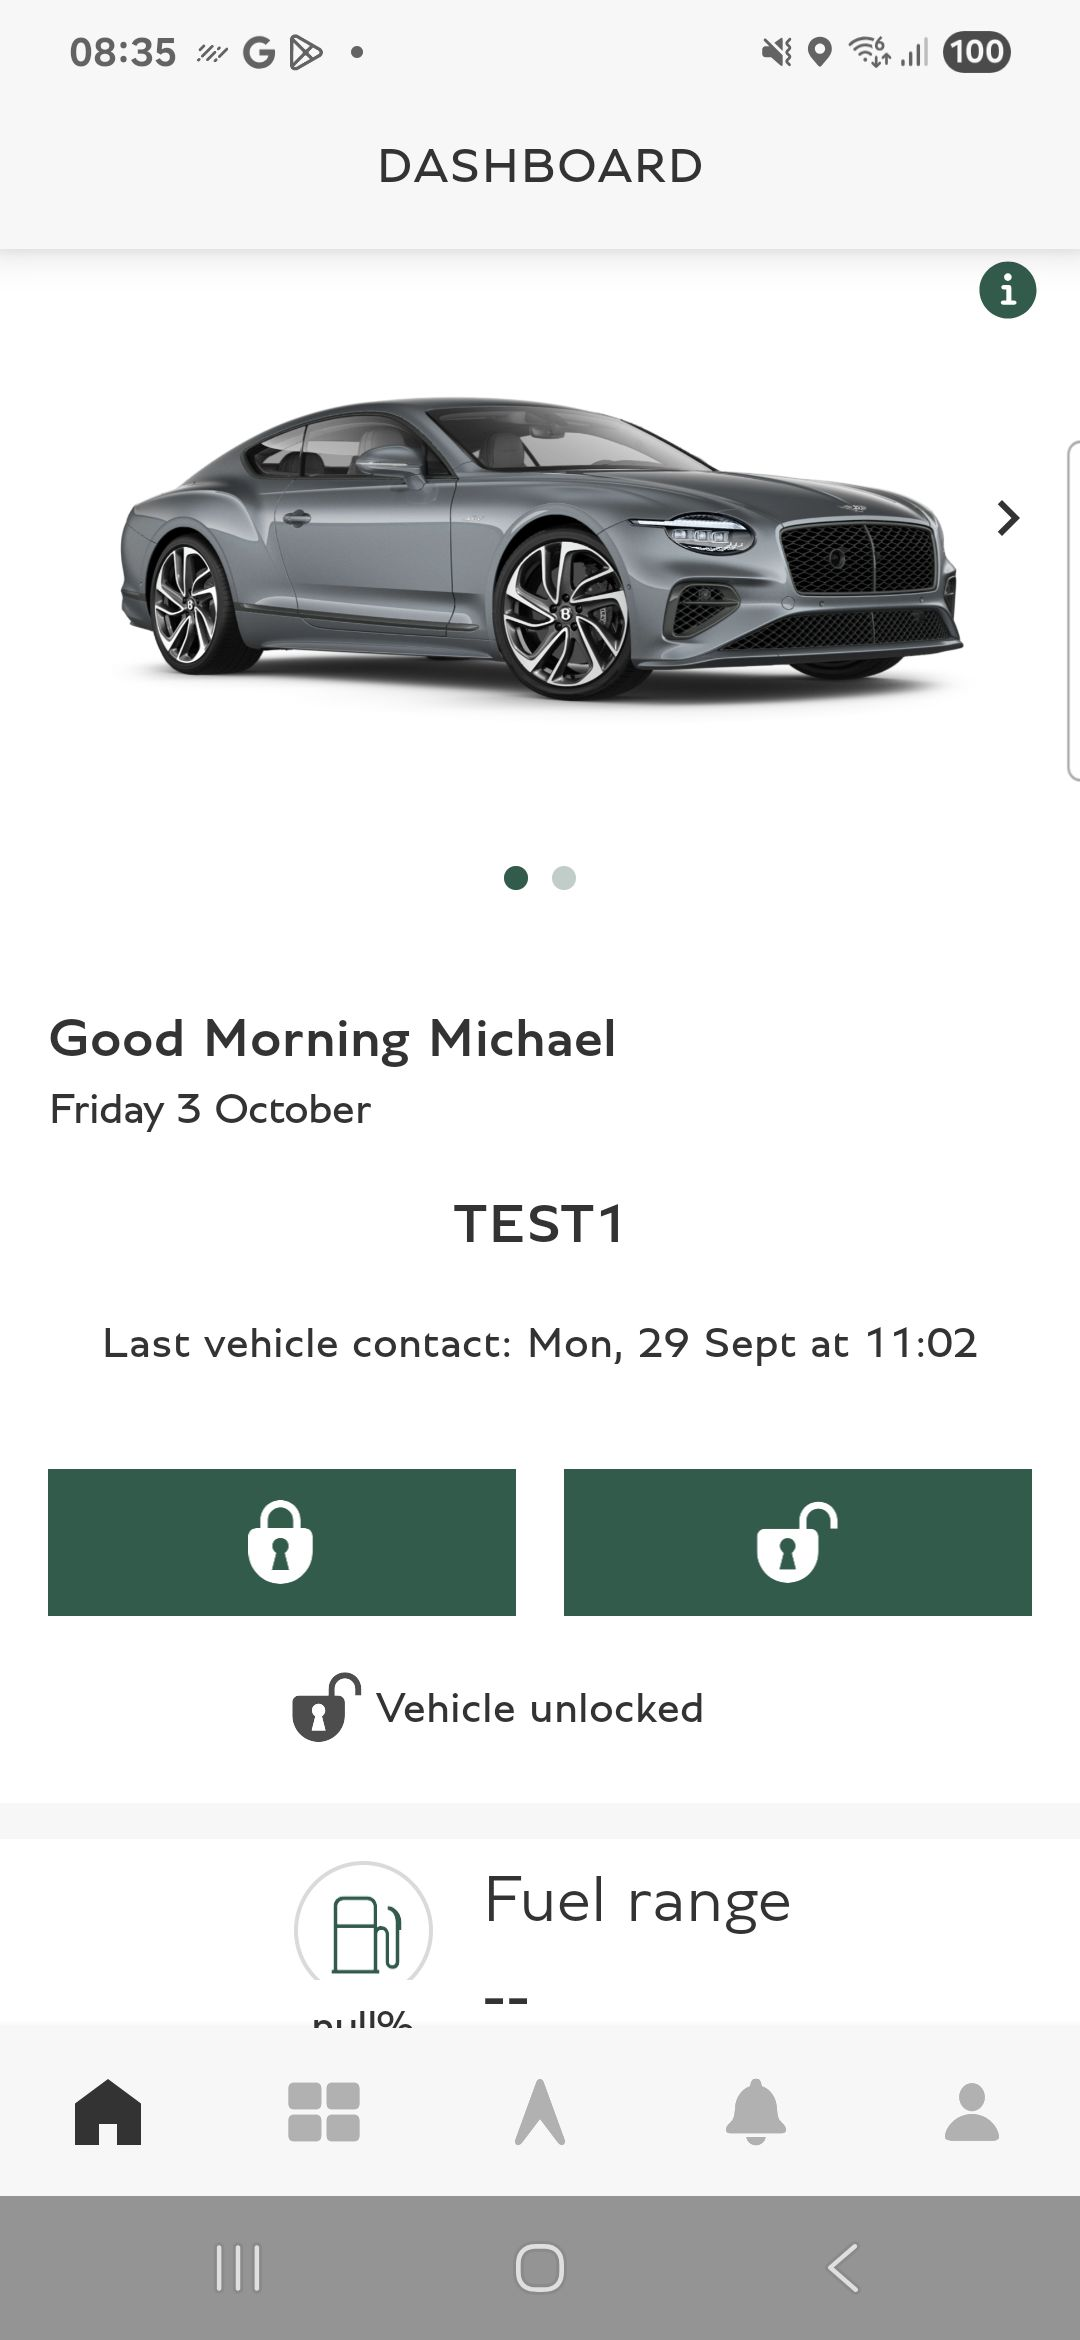 08:35
100
DASHBOARD
Good Morning Michael
Friday 3 October
TEST1
Last vehicle contact: Mon, 29 Sept at 11:02
Vehicle unlocked
Fuel range
--
null%